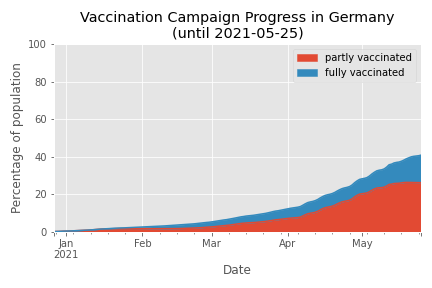 Vaccination Campaign Progress in Germany
(until 2021-05-25)
Percentage of population
100
80
60
40
20
0
partly vaccinated
fully vaccinated
Jan
2021
Feb
Mar
Apr
May
Date